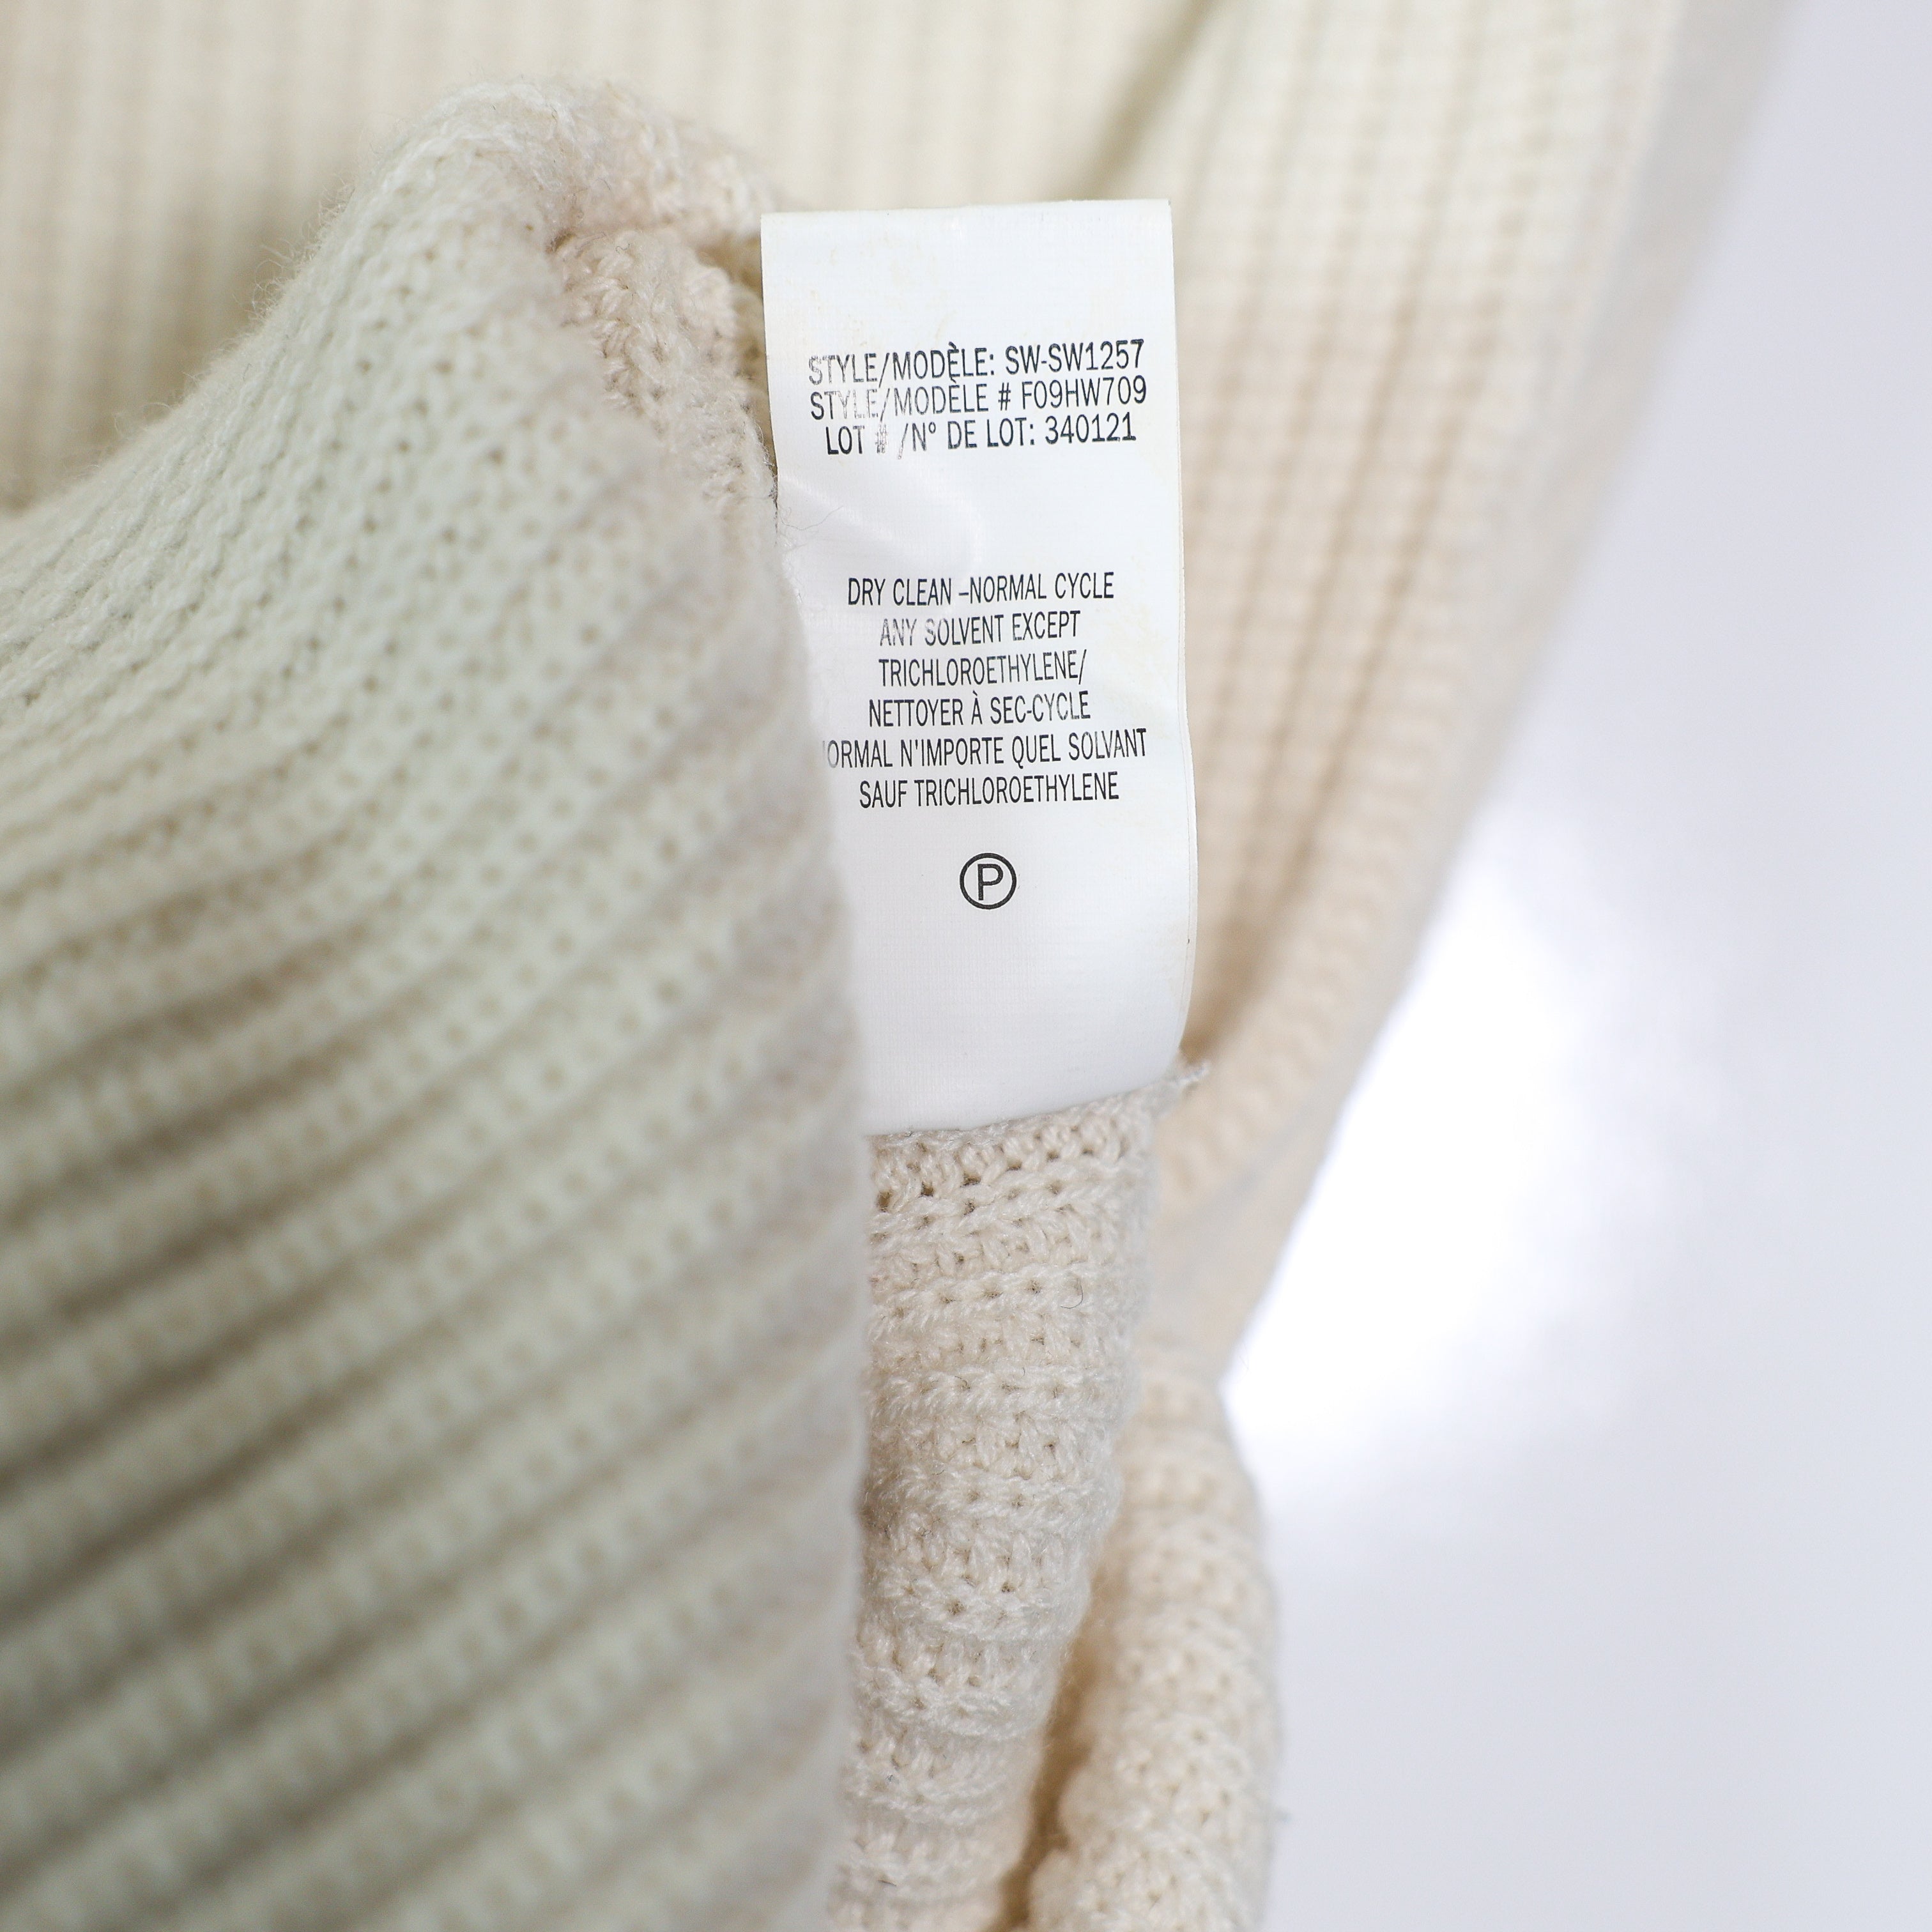 STYLE/MODÈLE: SW-SW1257
STYLE/MODÈLE # F09HW709
LOT # /N° DE LOT: 340121
DRY CLEAN –NORMAL CYCLE
ANY SOLVENT EXCEPT
TRICHLOROETHYLENE/
NETTOYER À SEC-CYCLE
ORMAL N'IMPORTE QUEL SOLVANT
SAUF TRICHLOROETHYLENE
P